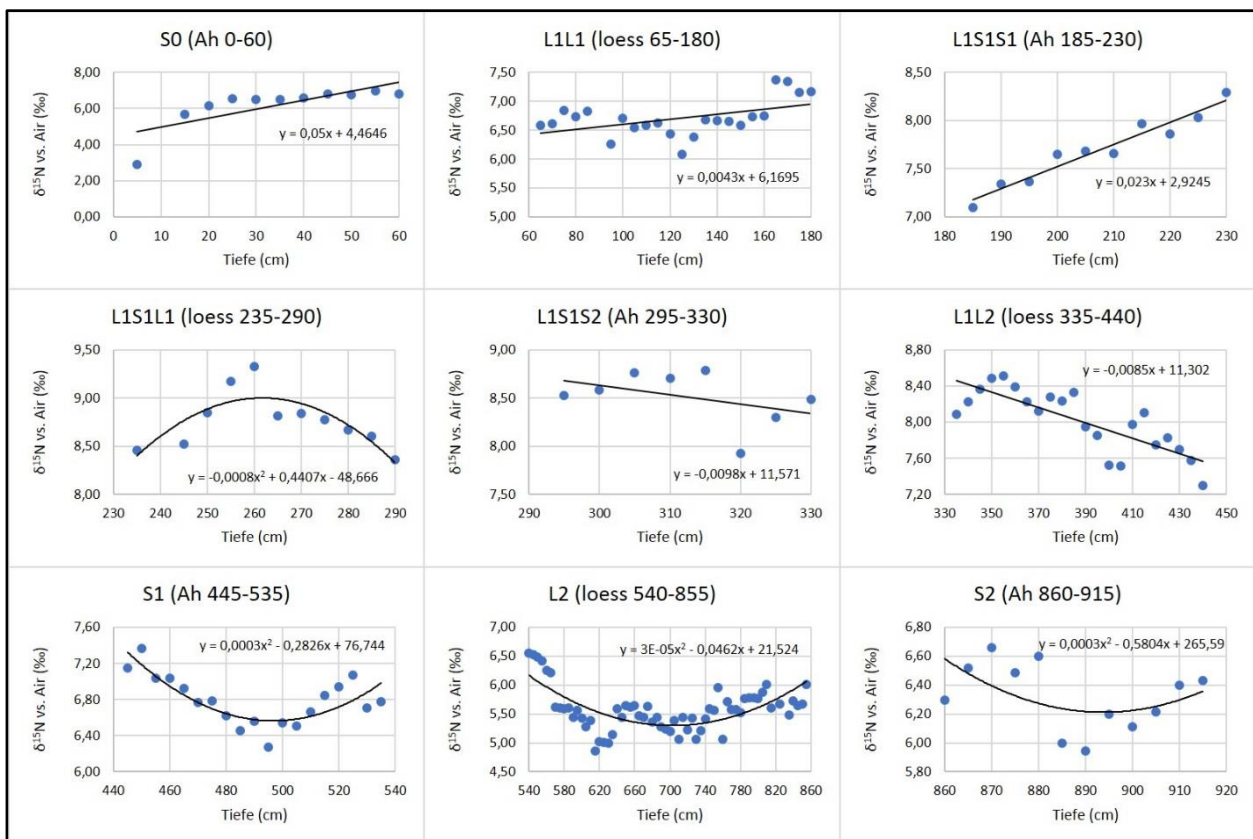 S0 (Ah 0-60)
δ¹⁵N vs. Air (‰)
8,00
6,00
4,00
2,00
0,00
y = 0,05x + 4,4646
0 10 20 30 40 50 60
Tiefe (cm)
L1L1 (loess 65-180)
δ¹⁵N vs. Air (‰)
7,50
7,00
6,50
6,00
5,50
5,00
y = 0,0043x + 6,1695
60 80 100 120 140 160 180
Tiefe (cm)
L1S1S1 (Ah 185-230)
δ¹⁵N vs. Air (‰)
8,50
8,00
7,50
7,00
y = 0,023x + 2,9245
180 190 200 210 220 230
Tiefe (cm)
L1S1L1 (loess 235-290)
δ¹⁵N vs. Air (‰)
9,50
9,00
8,50
8,00
y = -0,0008x² + 0,4407x - 48,666
230 240 250 260 270 280 290
Tiefe (cm)
L1S1S2 (Ah 295-330)
δ¹⁵N vs. Air (‰)
9,00
8,50
8,00
7,50
y = -0,0098x + 11,571
290 300 310 320 330
Tiefe (cm)
L1L2 (loess 335-440)
δ¹⁵N vs. Air (‰)
8,80
8,40
8,00
7,60
7,20
y = -0,0085x + 11,302
330 350 370 390 410 430 450
Tiefe (cm)
S1 (Ah 445-535)
δ¹⁵N vs. Air (‰)
7,60
7,20
6,80
6,40
6,00
y = 0,0003x² - 0,2826x + 76,744
440 460 480 500 520 540
Tiefe (cm)
L2 (loess 540-855)
δ¹⁵N vs. Air (‰)
7,00
6,50
6,00
5,50
5,00
4,50
y = 3E-05x² - 0,0462x + 21,524
540 580 620 660 700 740 780 820 860
Tiefe (cm)
S2 (Ah 860-915)
δ¹⁵N vs. Air (‰)
6,80
6,60
6,40
6,20
6,00
5,80
y = 0,0003x² - 0,5804x + 265,59
860 870 880 890 900 910 920
Tiefe (cm)